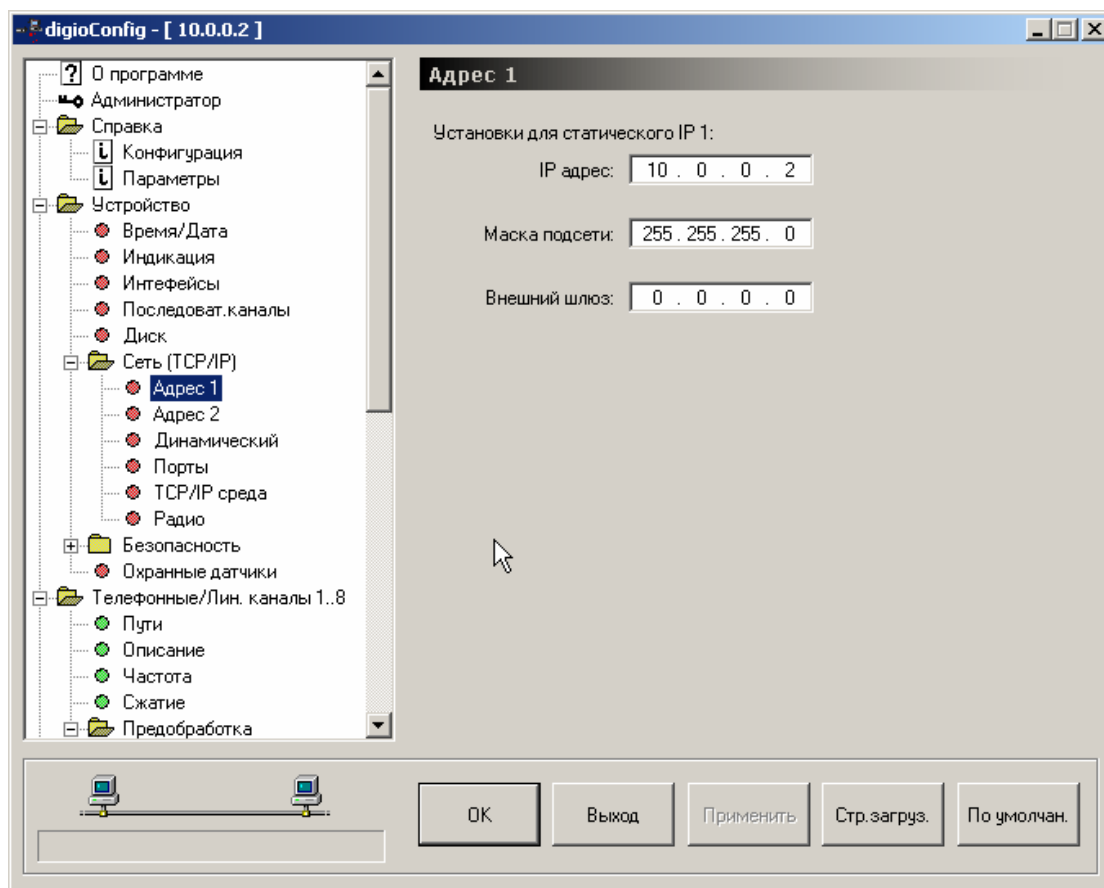 digioConfig - [ 10.0.0.2 ]
? О программе
Администратор
Справка
i Конфигурация
i Параметры
Устройство
Время/Дата
Индикация
Интефейсы
Последоват.каналы
Диск
Сеть (TCP/IP)
Адрес 1
Адрес 2
Динамический
Порты
TCP/IP среда
Радио
Безопасность
Охранные датчики
Телефонные/Лин. каналы 1..8
Пути
Описание
Частота
Сжатие
Предобработка
Адрес 1
Установки для статического IP 1:
IP адрес: 10 . 0 . 0 . 2
Маска подсети: 255 . 255 . 255 . 0
Внешний шлюз: 0 . 0 . 0 . 0
OK Выход Применить Стр.загруз. По умолчан.